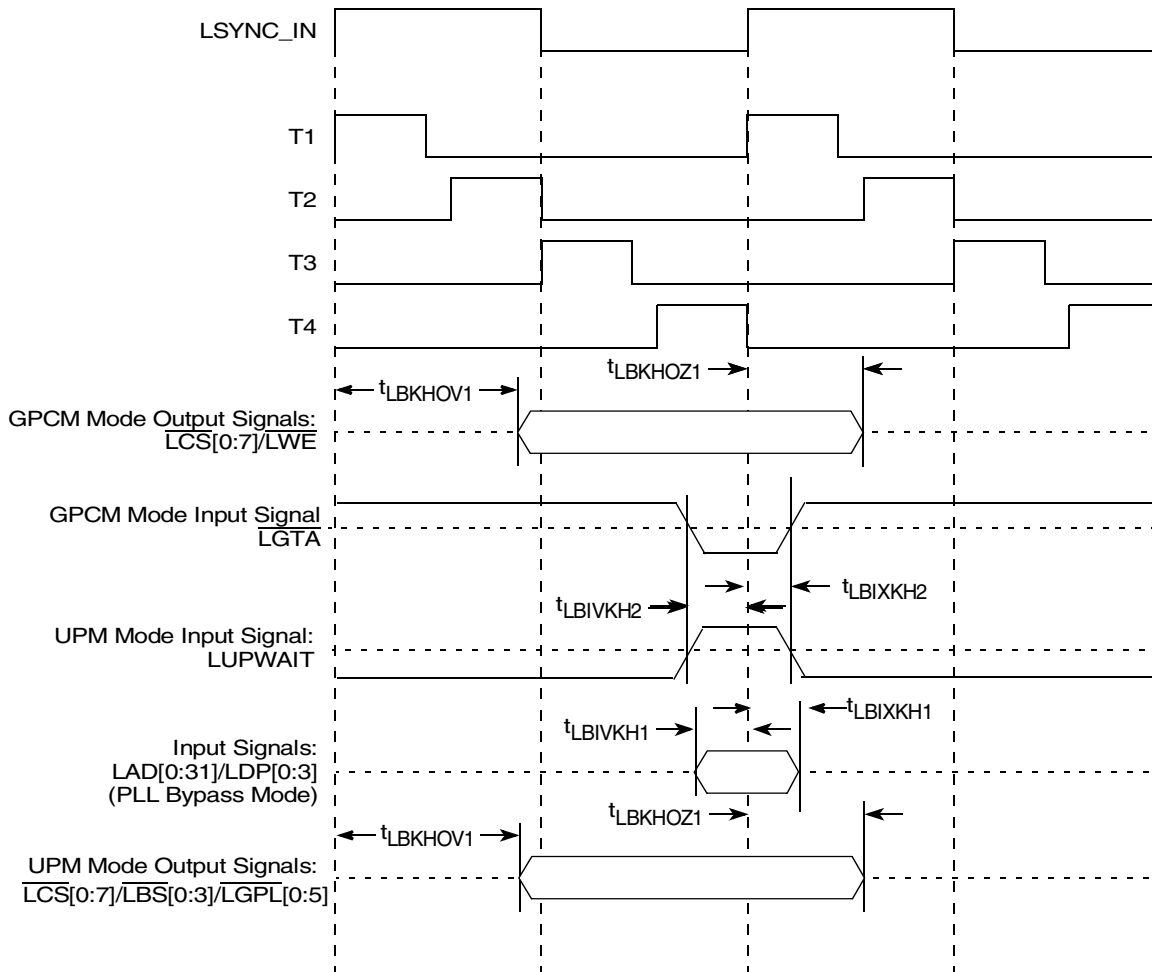 LSYNC_IN
T1
T2
T3
T4
tLBKHOZ1
tLBKHOV1
GPCM Mode Output Signals:
LCS[0:7]/LWE
GPCM Mode Input Signal
LGTA
tLBIXKH2
tLBIVKH2
UPM Mode Input Signal:
LUPWAIT
tLBIXKH1
tLBIVKH1
Input Signals:
LAD[0:31]/LDP[0:3]
(PLL Bypass Mode)
tLBKHOZ1
tLBKHOV1
UPM Mode Output Signals:
LCS[0:7]/LBS[0:3]/LGPL[0:5]